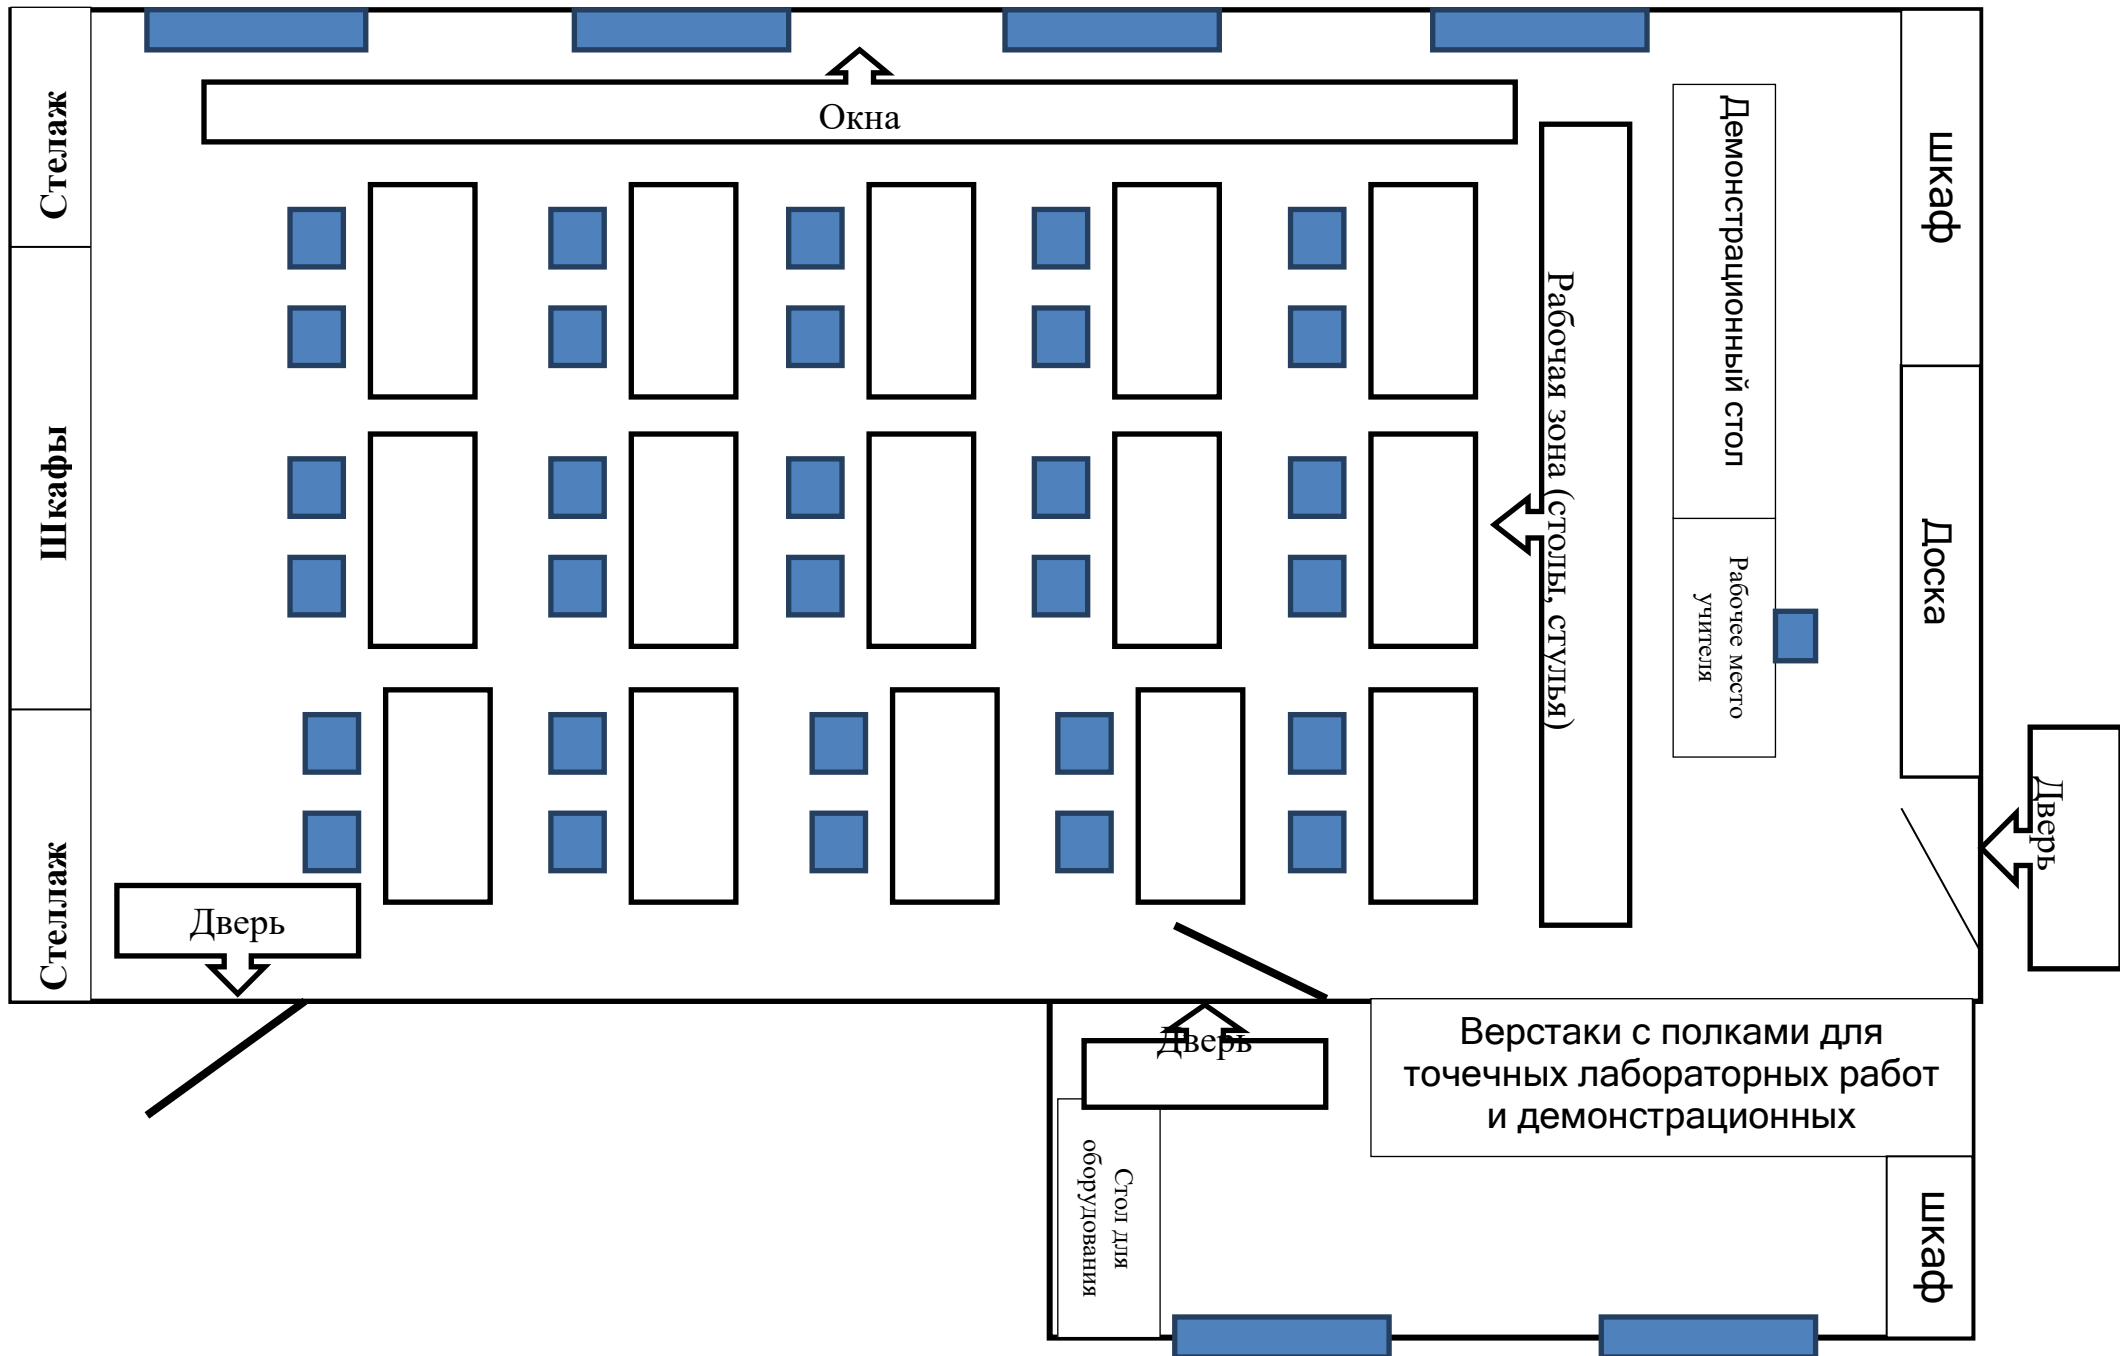 Окна
Стелаж
Шкафы
Стеллаж
Рабочая зона (столы, стулья)
Демонстрационный стол
Рабочее место
учителя
шкаф
Доска
Дверь
Дверь
Дверь
Верстаки с полками для
точечных лабораторных работ
и демонстрационных
Стол для
оборудования
шкаф